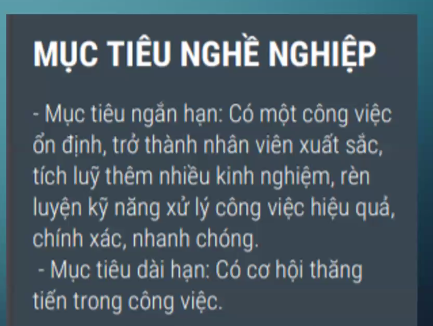 MỤC TIÊU NGHỀ NGHIỆP
- Mục tiêu ngắn hạn: Có một công việc
ổn định, trở thành nhân viên xuất sắc,
tích luỹ thêm nhiều kinh nghiệm, rèn
luyện kỹ năng xử lý công việc hiệu quả,
chính xác, nhanh chóng.
- Mục tiêu dài hạn: Có cơ hội thăng
tiến trong công việc.